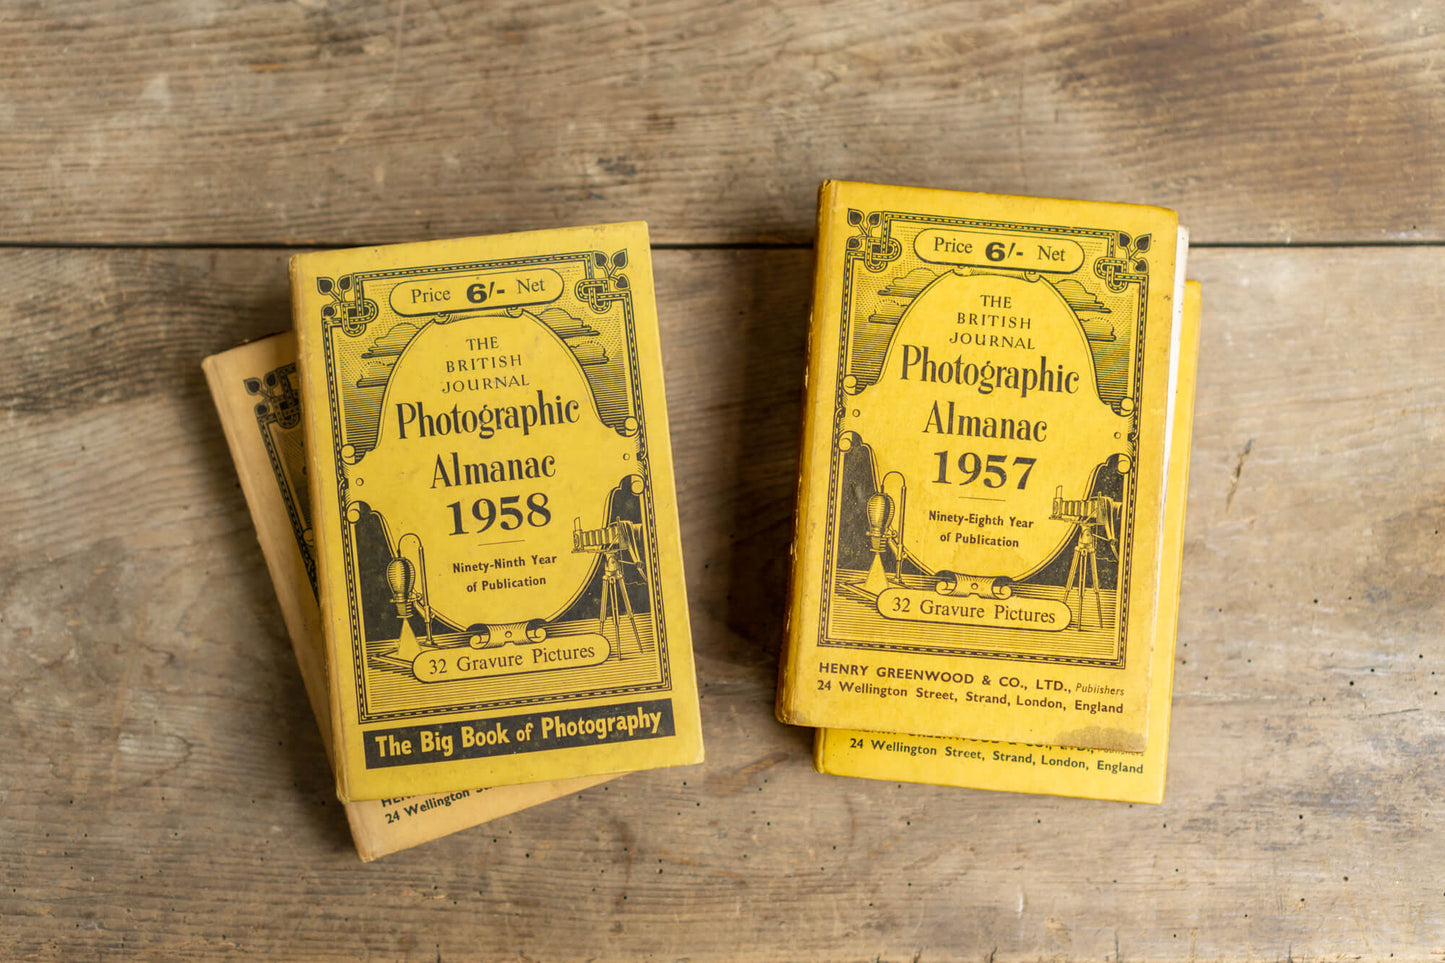 Price 6/- Net
THE
BRITISH
JOURNAL
Photographic
Almanac
1958
Ninety-Ninth Year
of Publication
32 Gravure Pictures
The Big Book of Photography
24 Wellington
Price 6/- Net
THE
BRITISH
JOURNAL
Photographic
Almanac
1957
Ninety-Eighth Year
of Publication
32 Gravure Pictures
HENRY GREENWOOD & CO., LTD., Publishers
24 Wellington Street, Strand, London, England
24 Wellington Street, Strand, London, England